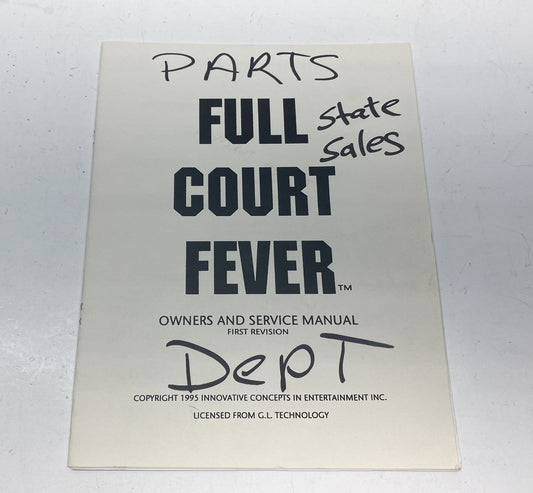 PARTS
FULL
State
Sales
COURT
FEVER™
OWNERS AND SERVICE MANUAL
FIRST REVISION
DepT
COPYRIGHT 1995 INNOVATIVE CONCEPTS IN ENTERTAINMENT INC.
LICENSED FROM G.L. TECHNOLOGY